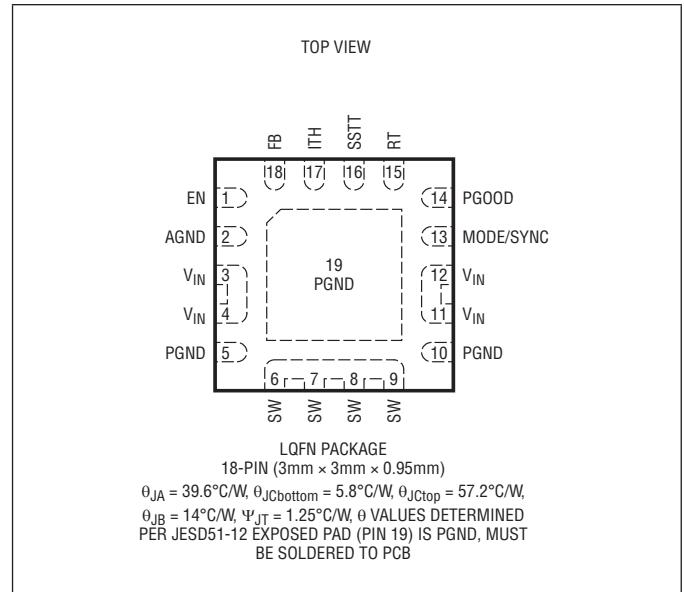 TOP VIEW
FB ITH SSTT RT
18 17 16 15
EN 1 14 PGOOD
AGND 2 13 MODE/SYNC
VIN 3 12 VIN
19
PGND
VIN 4 11 VIN
PGND 5 10 PGND
6 7 8 9
SW SW SW SW
LQFN PACKAGE
18-PIN (3mm × 3mm × 0.95mm)
θJA = 39.6°C/W, θJCbottom = 5.8°C/W, θJCtop = 57.2°C/W,
θJB = 14°C/W, ΨJT = 1.25°C/W, θ VALUES DETERMINED
PER JESD51-12 EXPOSED PAD (PIN 19) IS PGND, MUST
BE SOLDERED TO PCB